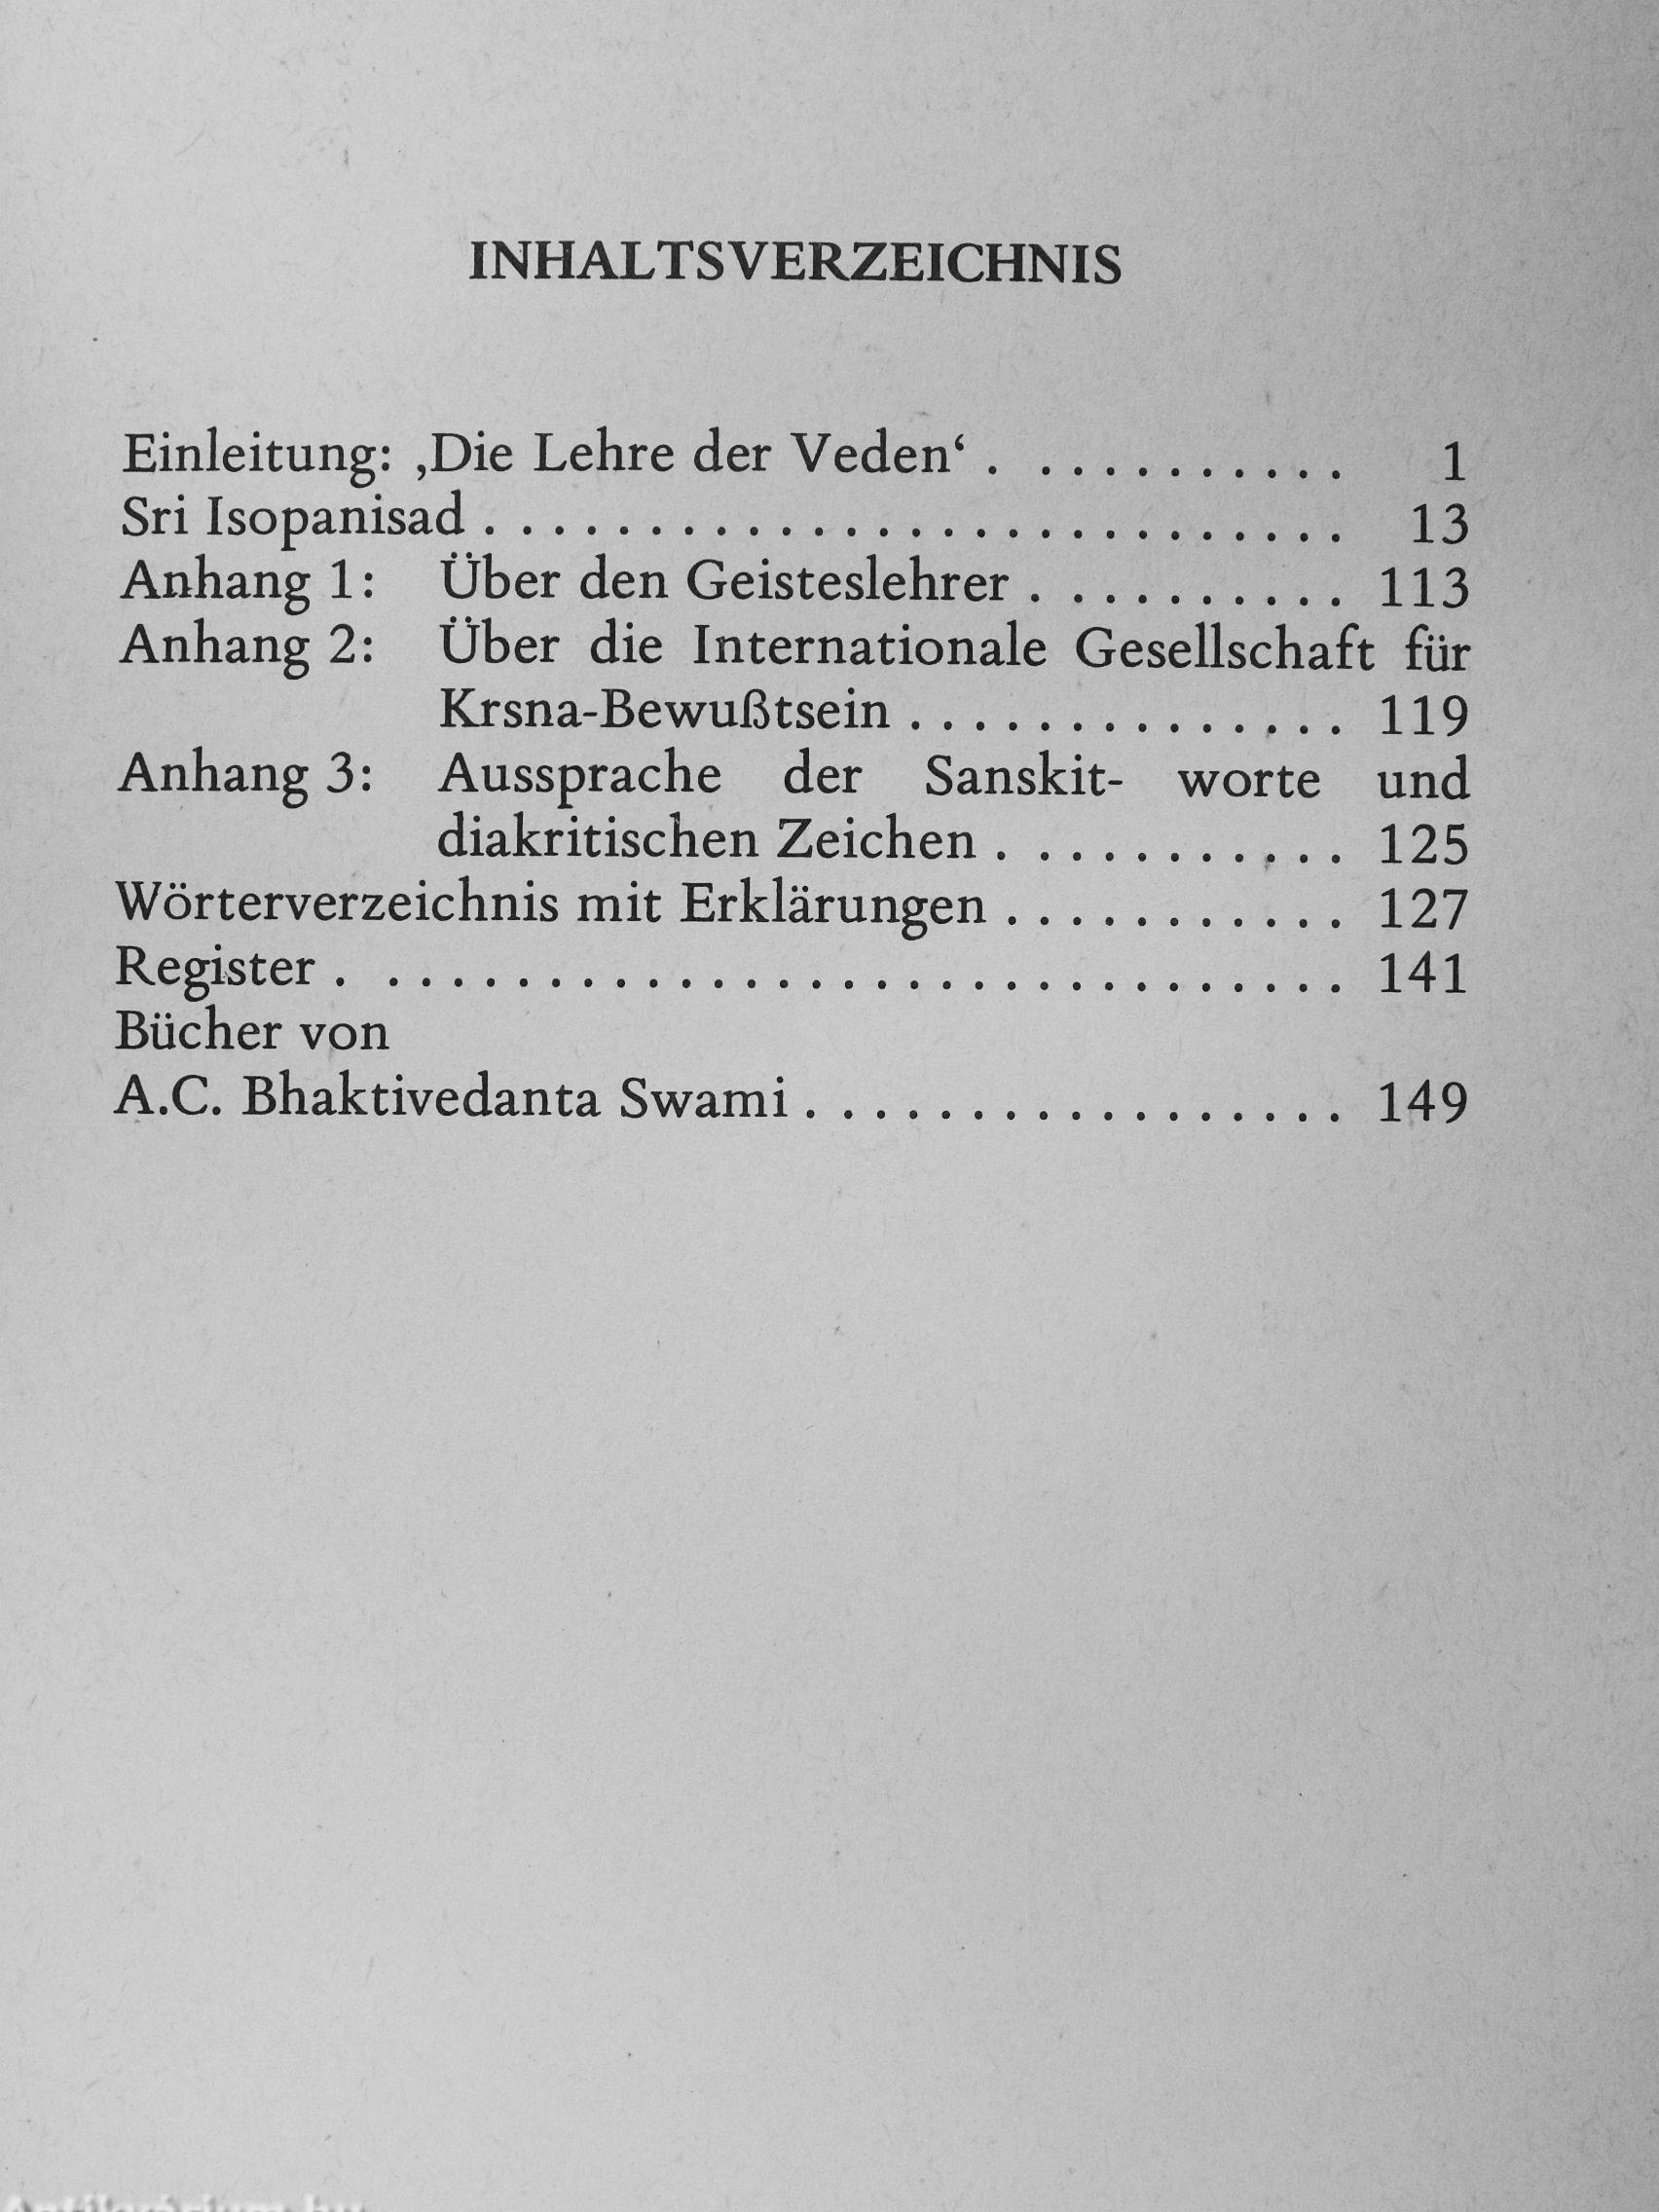 INHALTSVERZEICHNIS
Einleitung: ‚Die Lehre der Veden‘ . . . . . . . . . . . 1
Sri Isopanisad . . . . . . . . . . . . . . . . . . . . . . . . . . . 13
Anhang 1: Über den Geisteslehrer . . . . . . . . . . 113
Anhang 2: Über die Internationale Gesellschaft für
Krsna-Bewußtsein . . . . . . . . . . . . . . 119
Anhang 3: Aussprache der Sanskit- worte und
diakritischen Zeichen . . . . . . . . . . . 125
Wörterverzeichnis mit Erklärungen . . . . . . . . . . . 127
Register . . . . . . . . . . . . . . . . . . . . . . . . . . . . . . . 141
Bücher von
A.C. Bhaktivedanta Swami . . . . . . . . . . . . . . . . . 149